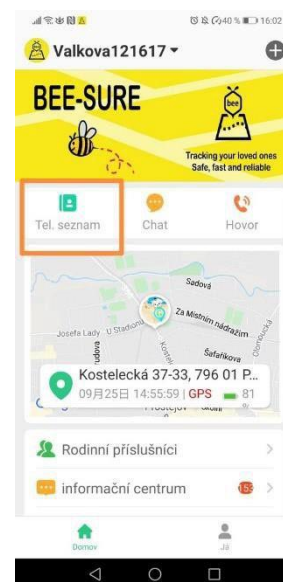 40 % 16:02
Valkova121617
BEE-SURE
bee
Tracking your loved ones
Safe, fast and reliable
Tel. seznam
Chat
Hovor
Sadová
Za Místním nádražím
Josefa Lady
U Stadionu
Šafaříkova
Olomoucká
Kostelecká 37-33, 796 01 P...
09月25日 14:55:59 | GPS 81
Rodinní příslušníci
informační centrum
153
Domov
Já